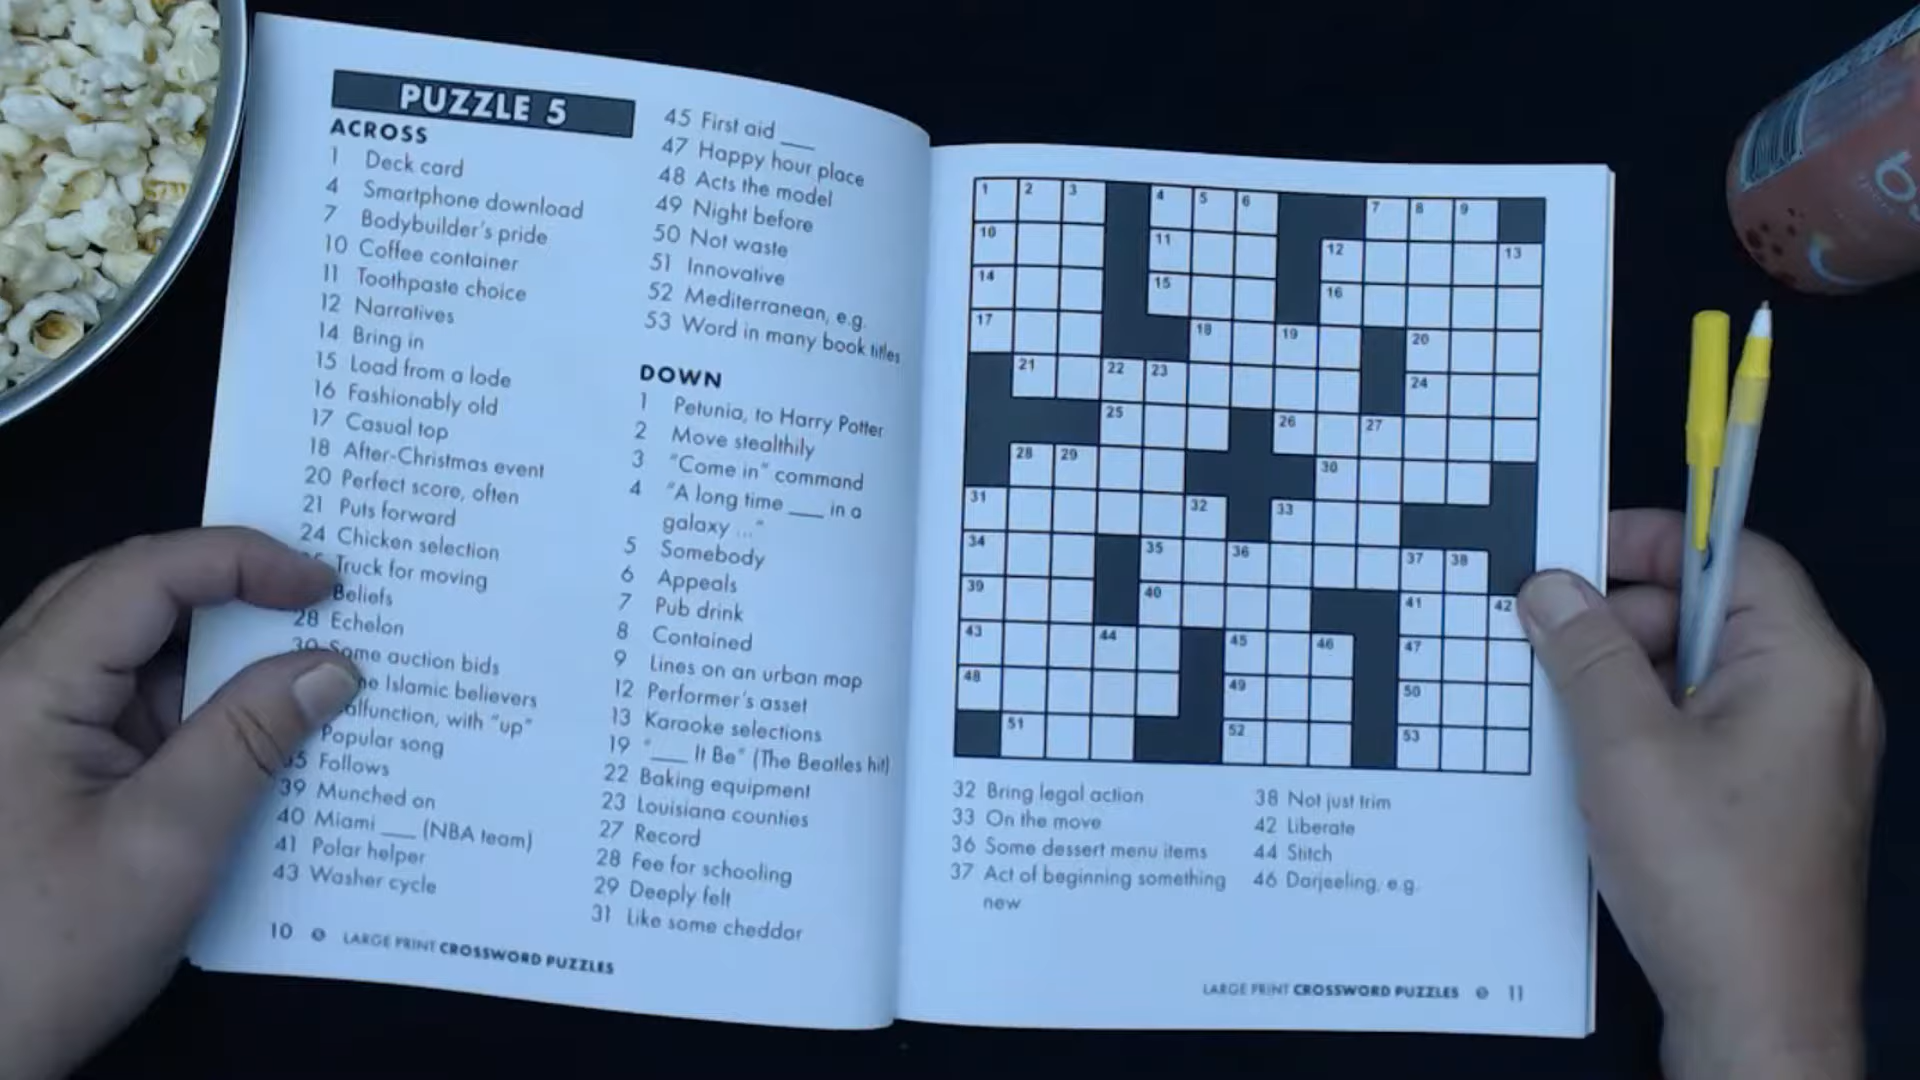 PUZZLE 5
ACROSS
1 Deck card
4 Smartphone download
7 Bodybuilder's pride
10 Coffee container
11 Toothpaste choice
12 Narratives
14 Bring in
15 Load from a lode
16 Fashionably old
17 Casual top
18 After-Christmas event
20 Perfect score, often
21 Puts forward
24 Chicken selection
Truck for moving
Beliefs
28 Echelon
30 Some auction bids
Islamic believers
with "up"
Popular song
35 Follows
39 Munched on
40 Miami ___ (NBA team)
41 Polar helper
43 Washer cycle
45 First aid ___
47 Happy hour place
48 Acts the model
49 Night before
50 Not waste
51 Innovative
52 Mediterranean, e.g.
53 Word in many book titles
DOWN
1 Petunia, to Harry Potter
2 Move stealthily
3 "Come in" command
4 "A long time ___ in a
galaxy ..."
5 Somebody
6 Appeals
7 Pub drink
8 Contained
9 Lines on an urban map
12 Performer's asset
13 Karaoke selections
19 "___ It Be" (The Beatles hit)
22 Baking equipment
23 Louisiana counties
27 Record
28 Fee for schooling
29 Deeply felt
31 Like some cheddar
10 LARGE PRINT CROSSWORD PUZZLES
1 2 3 4 5 6 7 8 9
10 11 12 13
14 15 16
17 18 19 20
21 22 23 24
25 26 27
28 29 30
31 32 33
34 35 36 37 38
39 40 41 42
43 44 45 46 47
48 49 50
51 52 53
32 Bring legal action
33 On the move
36 Some dessert menu items
37 Act of beginning something
new
38 Not just trim
42 Liberate
44 Stitch
46 Darjeeling, e.g.
LARGE PRINT CROSSWORD PUZZLES 11